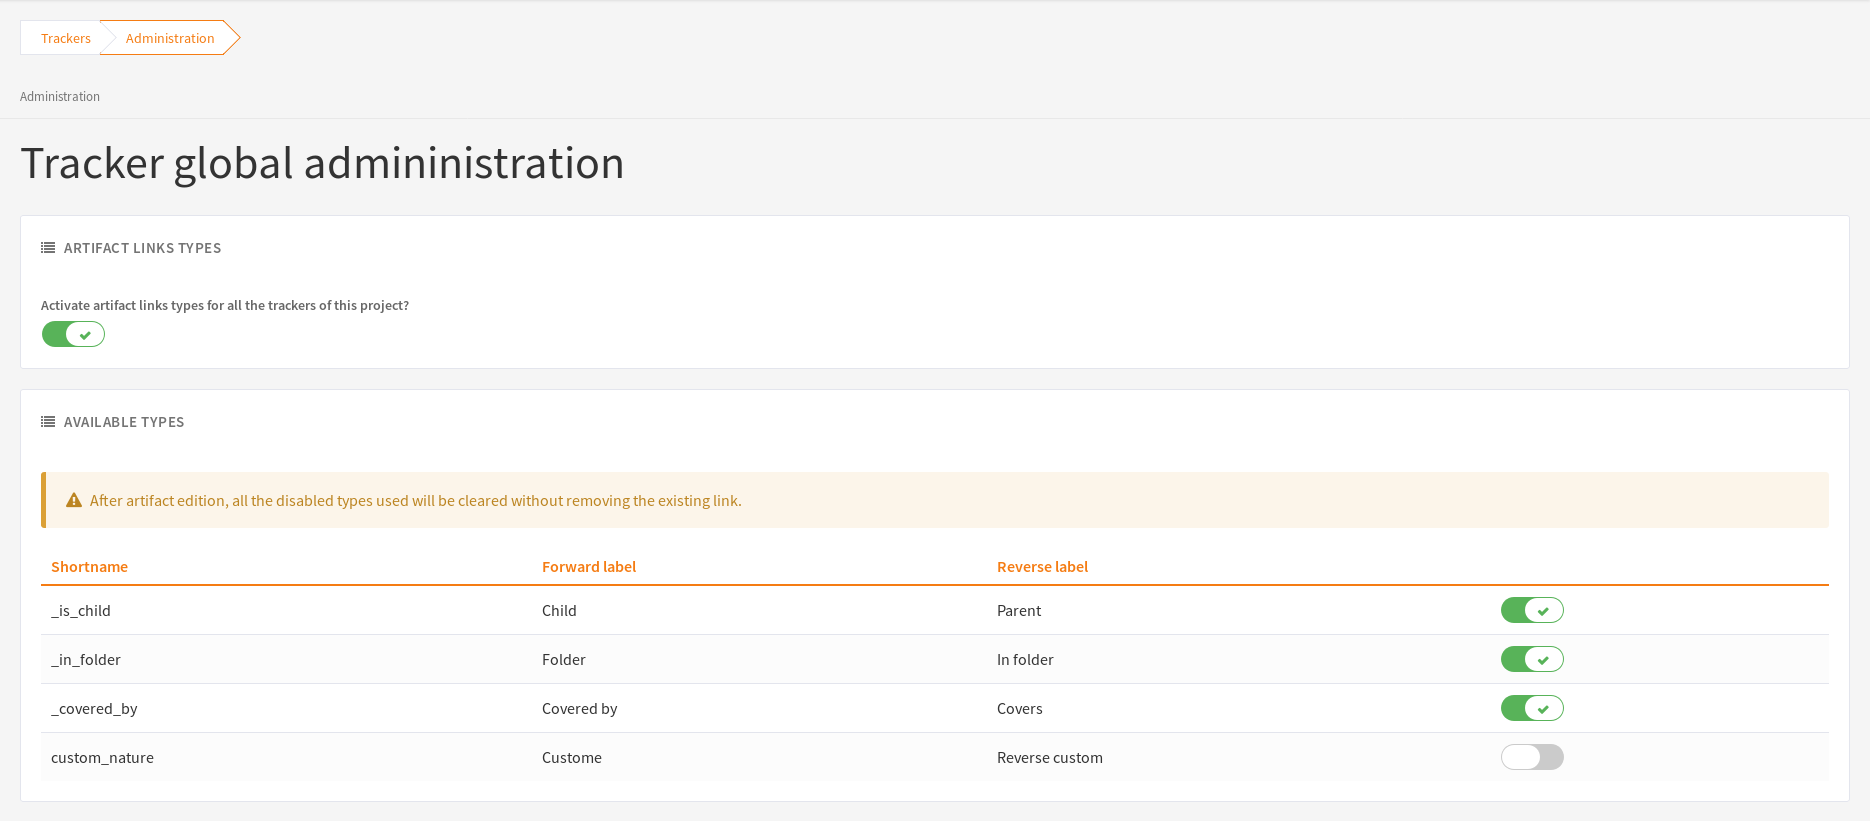 Trackers Administration
Administration
Tracker global admininistration
ARTIFACT LINKS TYPES
Activate artifact links types for all the trackers of this project?
AVAILABLE TYPES
After artifact edition, all the disabled types used will be cleared without removing the existing link.
Shortname Forward label Reverse label
_is_child Child Parent
_in_folder Folder In folder
_covered_by Covered by Covers
custom_nature Custome Reverse custom